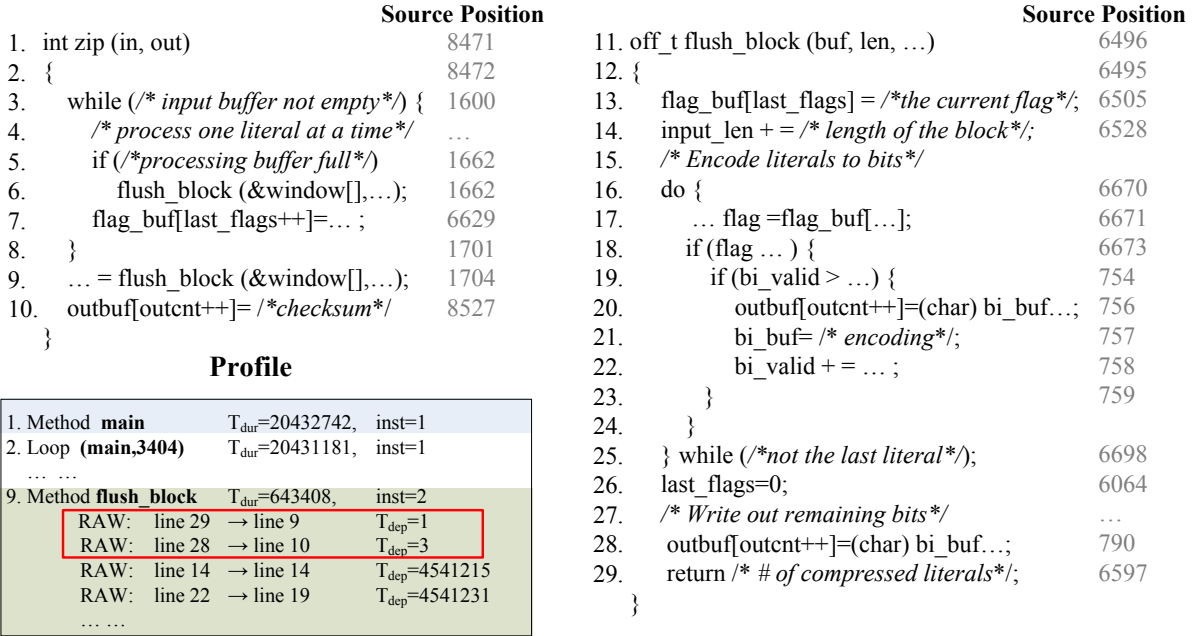 Source Position
1. int zip (in, out) 8471
2. { 8472
3. while (/* input buffer not empty*/) { 1600
4. /* process one literal at a time*/ …
5. if (/*processing buffer full*/) 1662
6. flush_block (&window[],…); 1662
7. flag_buf[last_flags++]=… ; 6629
8. } 1701
9. … = flush_block (&window[],…); 1704
10. outbuf[outcnt++]= /*checksum*/ 8527
}
Profile
1. Method main Tdur=20432742, inst=1
2. Loop (main,3404) Tdur=20431181, inst=1
… …
9. Method flush_block Tdur=643408, inst=2
RAW: line 29 → line 9 Tdep=1
RAW: line 28 → line 10 Tdep=3
RAW: line 14 → line 14 Tdep=4541215
RAW: line 22 → line 19 Tdep=4541231
… …
Source Position
11. off_t flush_block (buf, len, …) 6496
12. { 6495
13. flag_buf[last_flags] = /*the current flag*/; 6505
14. input_len + = /* length of the block*/; 6528
15. /* Encode literals to bits*/
16. do { 6670
17. … flag =flag_buf[…]; 6671
18. if (flag … ) { 6673
19. if (bi_valid > …) { 754
20. outbuf[outcnt++]=(char) bi_buf…; 756
21. bi_buf= /* encoding*/; 757
22. bi_valid + = … ; 758
23. } 759
24. }
25. } while (/*not the last literal*/); 6698
26. last_flags=0; 6064
27. /* Write out remaining bits*/ …
28. outbuf[outcnt++]=(char) bi_buf…; 790
29. return /* # of compressed literals*/; 6597
}